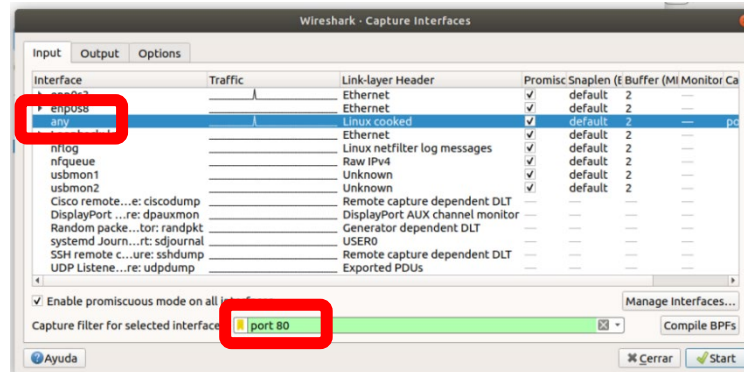 Wireshark · Capture Interfaces
Input Output Options
Interface Traffic Link-layer Header Promisc Snaplen (E Buffer (MI Monitor Ca
Ethernet default 2 —
enp0s8 Ethernet default 2 —
any Linux cooked default 2 — po
Ethernet default 2 —
nflog Linux netfilter log messages default 2 —
nfqueue Raw IPv4 default 2 —
usbmon1 Unknown default 2 —
usbmon2 Unknown default 2 —
Cisco remote...e: ciscodump Remote capture dependent DLT — — — —
DisplayPort ...re: dpauxmon DisplayPort AUX channel monitor — — — —
Random packe...tor: randpkt Generator dependent DLT — — — —
systemd Journ...rt: sdjournal USER0 — — — —
SSH remote c...ure: sshdump Remote capture dependent DLT — — — —
UDP Listene...re: udpdump Exported PDUs — — — —
Enable promiscuous mode on all Manage Interfaces...
Capture filter for selected interface port 80 Compile BPFs
Ayuda Cerrar Start